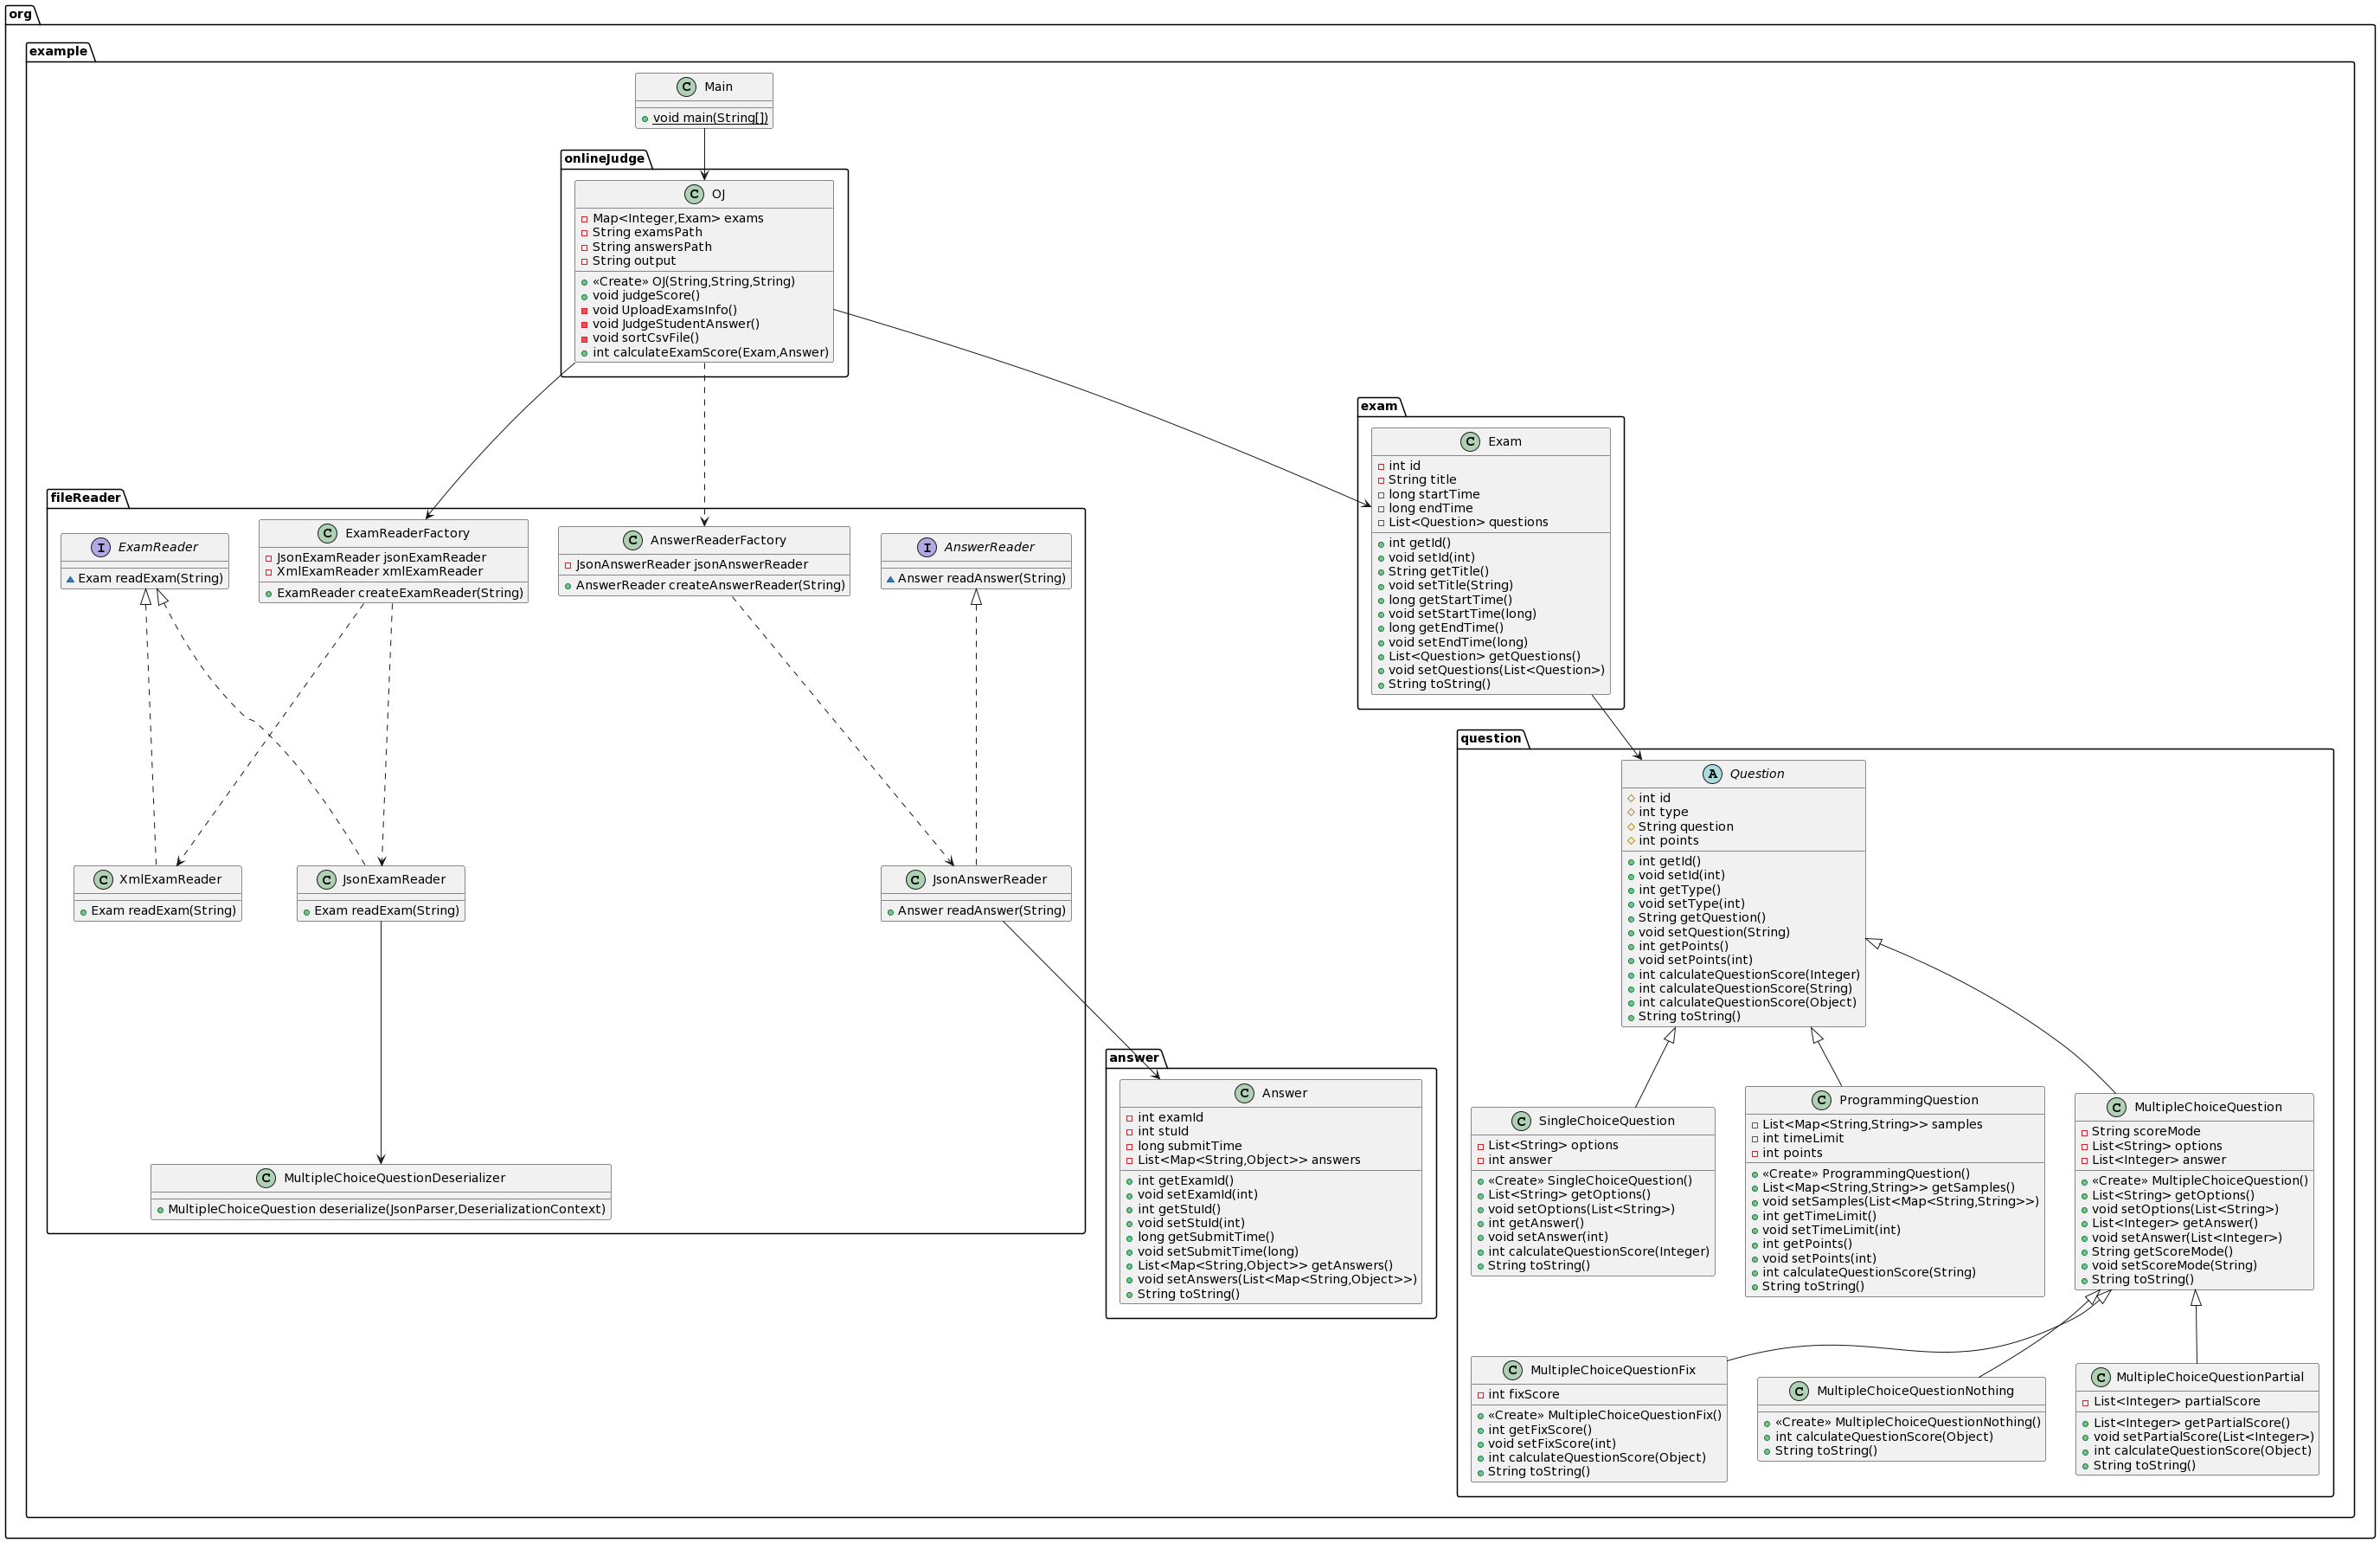 org
example
Main
void main(String[])
onlineJudge
OJ
Map<Integer,Exam> exams
String examsPath
String answersPath
String output
«Create» OJ(String,String,String)
void judgeScore()
void UploadExamsInfo()
void JudgeStudentAnswer()
void sortCsvFile()
int calculateExamScore(Exam,Answer)
exam
Exam
int id
String title
long startTime
long endTime
List<Question> questions
int getId()
void setId(int)
String getTitle()
void setTitle(String)
long getStartTime()
void setStartTime(long)
long getEndTime()
void setEndTime(long)
List<Question> getQuestions()
void setQuestions(List<Question>)
String toString()
fileReader
ExamReader
Exam readExam(String)
ExamReaderFactory
JsonExamReader jsonExamReader
XmlExamReader xmlExamReader
ExamReader createExamReader(String)
AnswerReaderFactory
JsonAnswerReader jsonAnswerReader
AnswerReader createAnswerReader(String)
AnswerReader
Answer readAnswer(String)
XmlExamReader
Exam readExam(String)
JsonExamReader
Exam readExam(String)
JsonAnswerReader
Answer readAnswer(String)
MultipleChoiceQuestionDeserializer
MultipleChoiceQuestion deserialize(JsonParser,DeserializationContext)
answer
Answer
int examId
int stuId
long submitTime
List<Map<String,Object>> answers
int getExamId()
void setExamId(int)
int getStuId()
void setStuId(int)
long getSubmitTime()
void setSubmitTime(long)
List<Map<String,Object>> getAnswers()
void setAnswers(List<Map<String,Object>>)
String toString()
question
Question
int id
int type
String question
int points
int getId()
void setId(int)
int getType()
void setType(int)
String getQuestion()
void setQuestion(String)
int getPoints()
void setPoints(int)
int calculateQuestionScore(Integer)
int calculateQuestionScore(String)
int calculateQuestionScore(Object)
String toString()
SingleChoiceQuestion
List<String> options
int answer
«Create» SingleChoiceQuestion()
List<String> getOptions()
void setOptions(List<String>)
int getAnswer()
void setAnswer(int)
int calculateQuestionScore(Integer)
String toString()
ProgrammingQuestion
List<Map<String,String>> samples
int timeLimit
int points
«Create» ProgrammingQuestion()
List<Map<String,String>> getSamples()
void setSamples(List<Map<String,String>>)
int getTimeLimit()
void setTimeLimit(int)
int getPoints()
void setPoints(int)
int calculateQuestionScore(String)
String toString()
MultipleChoiceQuestion
String scoreMode
List<String> options
List<Integer> answer
«Create» MultipleChoiceQuestion()
List<String> getOptions()
void setOptions(List<String>)
List<Integer> getAnswer()
void setAnswer(List<Integer>)
String getScoreMode()
void setScoreMode(String)
String toString()
MultipleChoiceQuestionFix
int fixScore
«Create» MultipleChoiceQuestionFix()
int getFixScore()
void setFixScore(int)
int calculateQuestionScore(Object)
String toString()
MultipleChoiceQuestionNothing
«Create» MultipleChoiceQuestionNothing()
int calculateQuestionScore(Object)
String toString()
MultipleChoiceQuestionPartial
List<Integer> partialScore
List<Integer> getPartialScore()
void setPartialScore(List<Integer>)
int calculateQuestionScore(Object)
String toString()